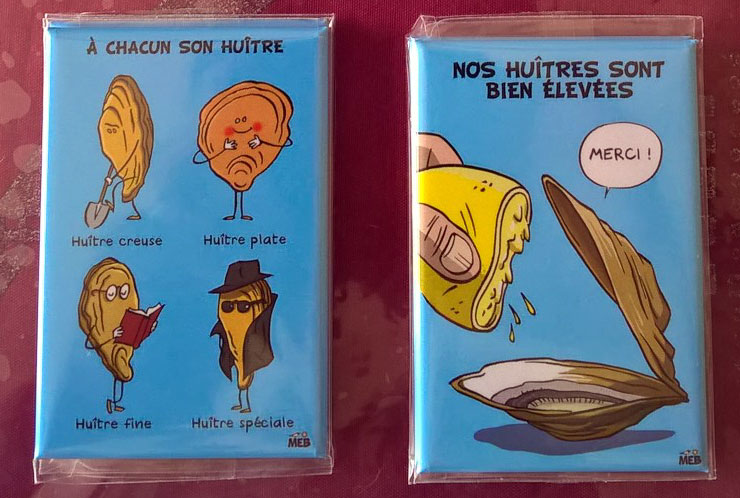 À CHACUN SON HUÎTRE
Huître creuse
Huître plate
Huître fine
Huître spéciale
MEB
NOS HUÎTRES SONT
BIEN ÉLEVÉES
MERCI !
MEB